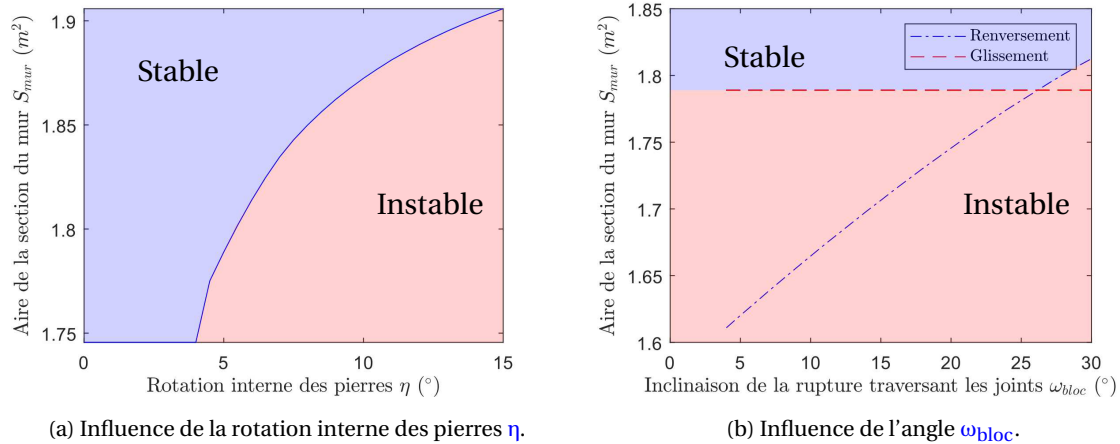 Aire de la section du mur S_mur (m²)
1.9
1.85
1.8
1.75
Stable
Instable
0
5
10
15
Rotation interne des pierres η (°)
(a) Influence de la rotation interne des pierres η.
Aire de la section du mur S_mur (m²)
1.85
1.8
1.75
1.7
1.65
1.6
Renversement
Glissement
Stable
Instable
0
5
10
15
20
25
30
Inclinaison de la rupture traversant les joints ω_bloc (°)
(b) Influence de l'angle ω_bloc.